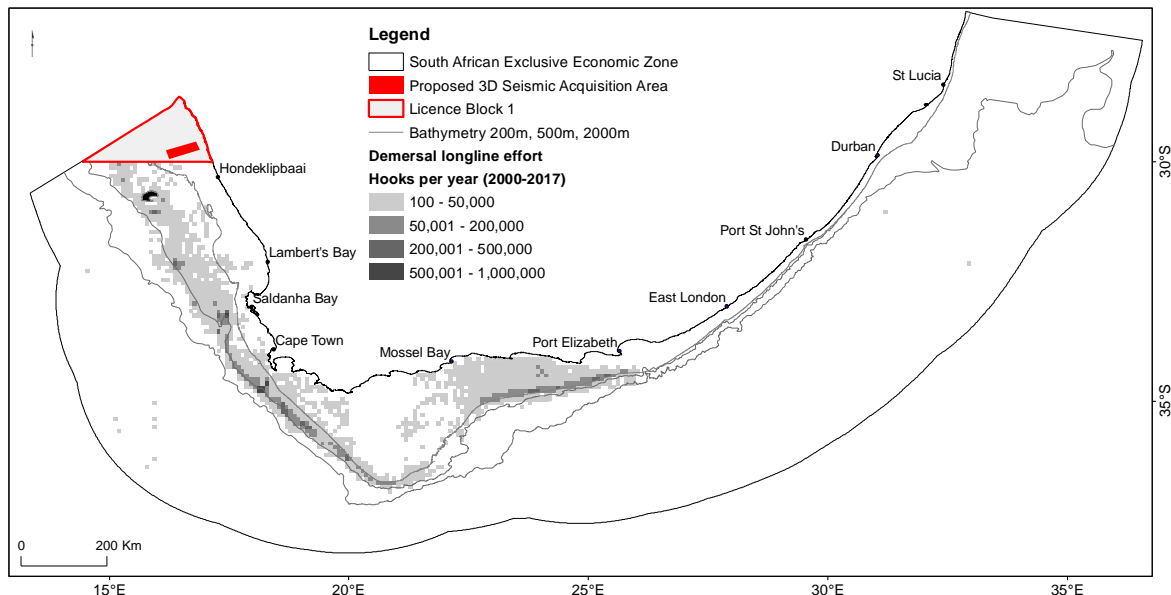 Legend
South African Exclusive Economic Zone
Proposed 3D Seismic Acquisition Area
Licence Block 1
Bathymetry 200m, 500m, 2000m
Demersal longline effort
Hooks per year (2000-2017)
100 - 50,000
50,001 - 200,000
200,001 - 500,000
500,001 - 1,000,000
St Lucia
Durban
Hondeklipbaai
Port St John's
Lambert's Bay
Saldanha Bay
East London
Cape Town
Mossel Bay
Port Elizabeth
30°S
35°S
0 200 Km
15°E
20°E
25°E
30°E
35°E